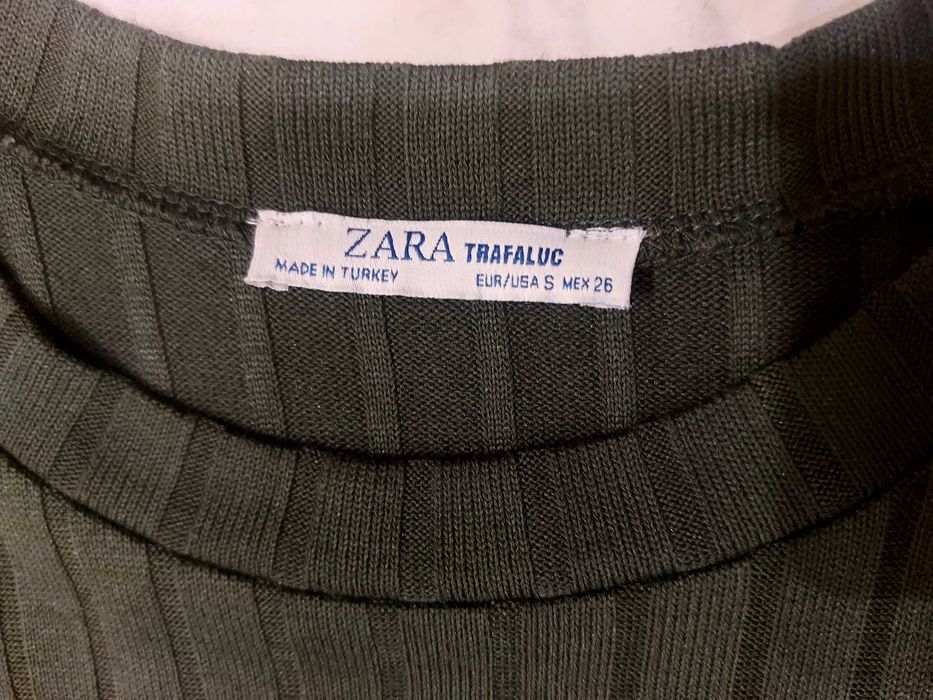 ZARA TRAFALUC
MADE IN TURKEY EUR/USA S MEX 26